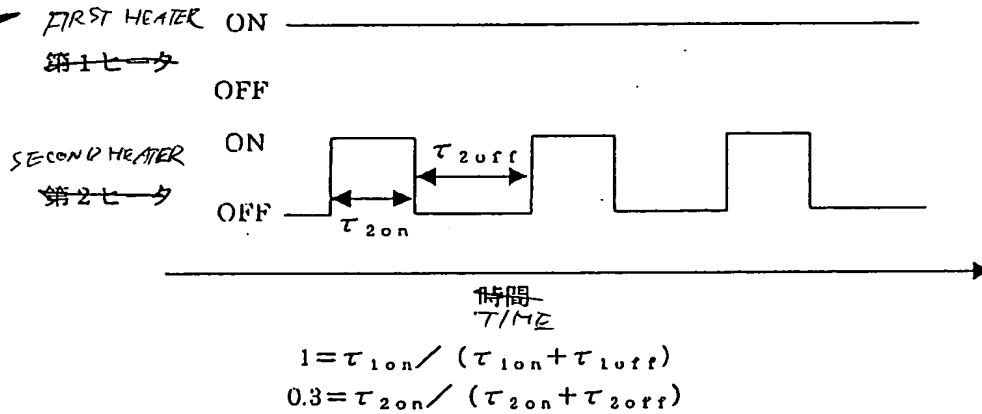 FIRST HEATER ON
第1ヒータ
OFF
ON
SECOND HEATER
第2ヒータ
OFF
τ2off
τ2on
時間
TIME
1=τ1on/(τ1on+τ1off)
0.3=τ2on/(τ2on+τ2off)